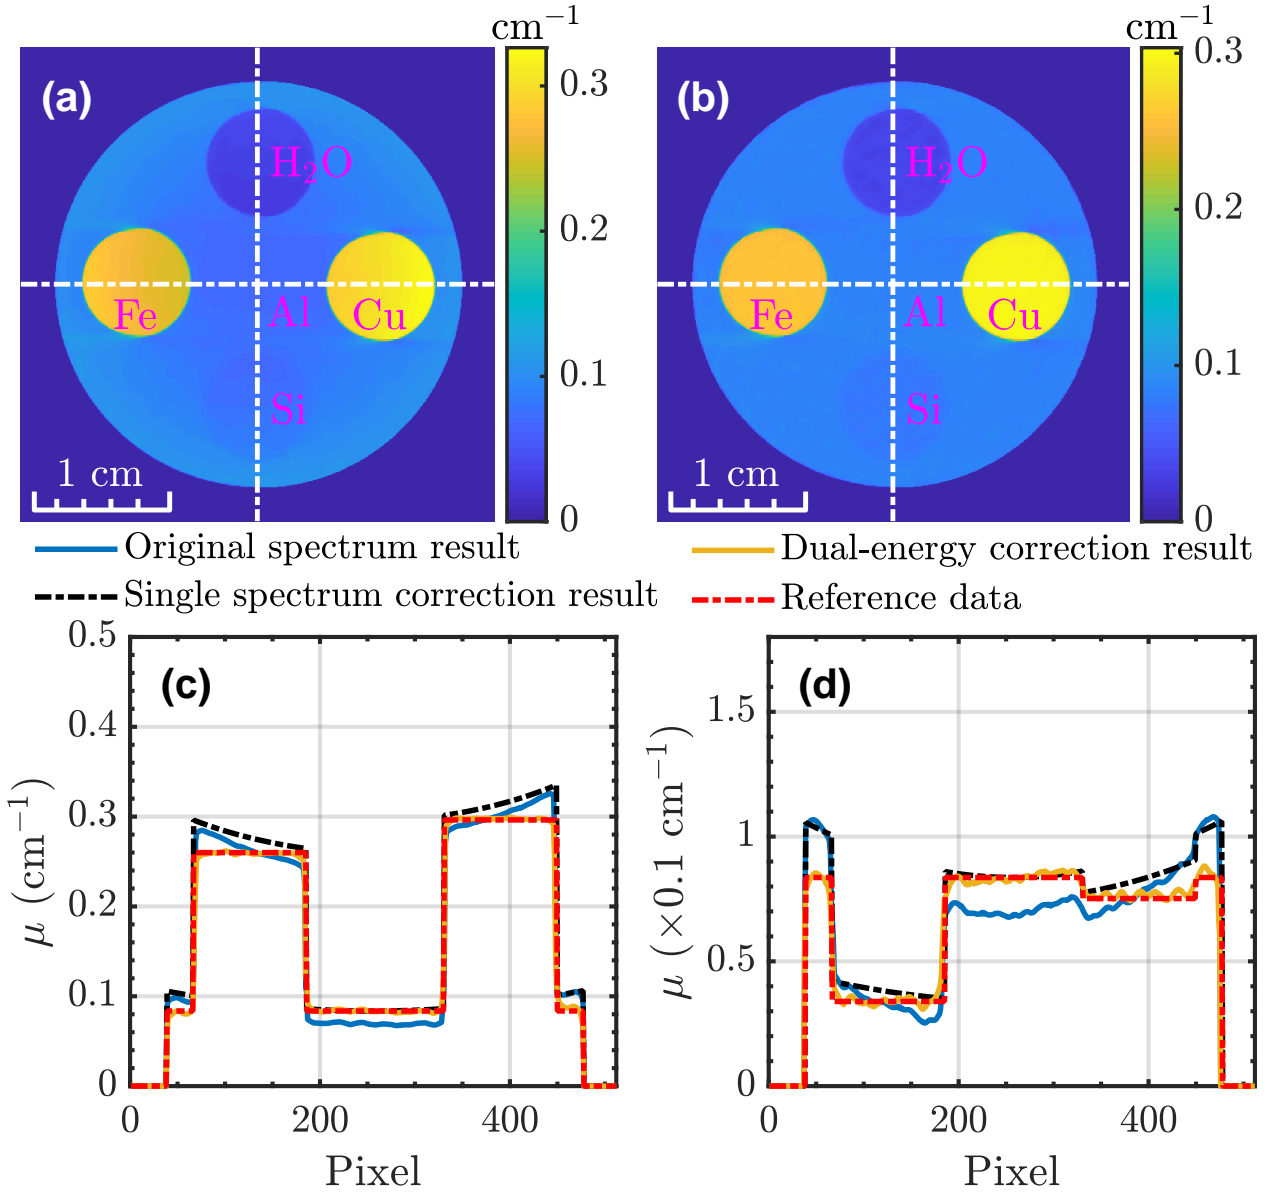 cm⁻¹
cm⁻¹
(a)
H₂O
Fe
Al
Cu
Si
1 cm
0.3
0.2
0.1
0
(b)
H₂O
Fe
Al
Cu
Si
1 cm
0.3
0.2
0.1
0
Original spectrum result
Dual-energy correction result
Single spectrum correction result
Reference data
(c)
0.5
0.4
0.3
0.2
0.1
0
μ (cm⁻¹)
0
200
400
Pixel
(d)
1.5
1
0.5
0
μ (×0.1 cm⁻¹)
0
200
400
Pixel